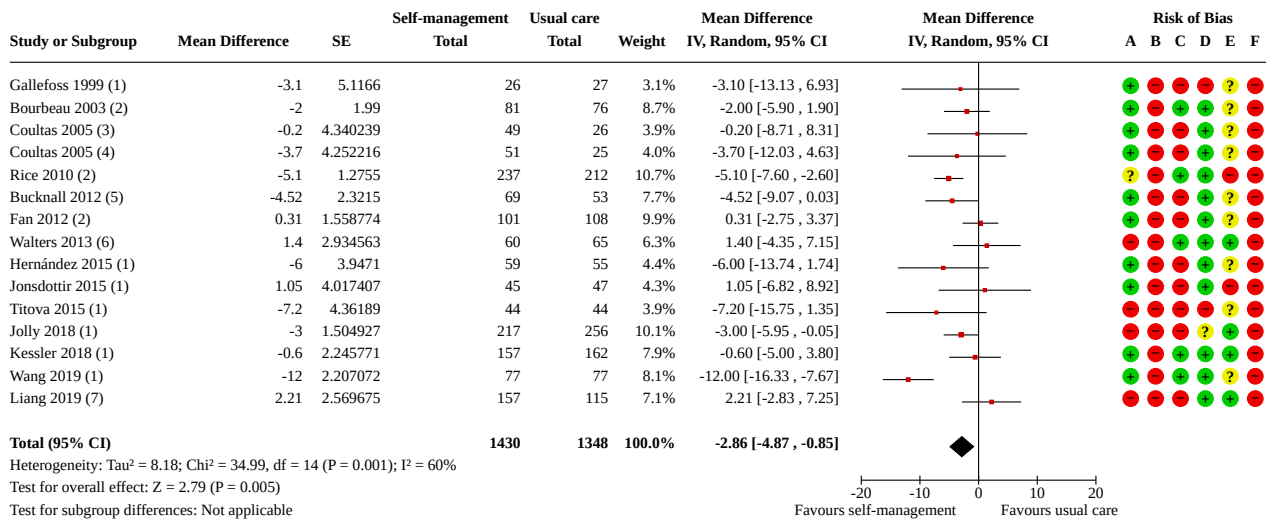 Self-management Usual care Mean Difference Mean Difference Risk of Bias
Study or Subgroup Mean Difference SE Total Total Weight IV, Random, 95% CI IV, Random, 95% CI A B C D E F
Gallefoss 1999 (1) -3.1 5.1166 26 27 3.1% -3.10 [-13.13 , 6.93] + − − − ? −
Bourbeau 2003 (2) -2 1.99 81 76 8.7% -2.00 [-5.90 , 1.90] + − + + ? −
Coultas 2005 (3) -0.2 4.340239 49 26 3.9% -0.20 [-8.71 , 8.31] + − − + ? −
Coultas 2005 (4) -3.7 4.252216 51 25 4.0% -3.70 [-12.03 , 4.63] + − − + ? −
Rice 2010 (2) -5.1 1.2755 237 212 10.7% -5.10 [-7.60 , -2.60] ? − + + − −
Bucknall 2012 (5) -4.52 2.3215 69 53 7.7% -4.52 [-9.07 , 0.03] + − − + ? −
Fan 2012 (2) 0.31 1.558774 101 108 9.9% 0.31 [-2.75 , 3.37] + − − + ? −
Walters 2013 (6) 1.4 2.934563 60 65 6.3% 1.40 [-4.35 , 7.15] − − + + + −
Hernández 2015 (1) -6 3.9471 59 55 4.4% -6.00 [-13.74 , 1.74] + − − + ? −
Jonsdottir 2015 (1) 1.05 4.017407 45 47 4.3% 1.05 [-6.82 , 8.92] + − − + − −
Titova 2015 (1) -7.2 4.36189 44 44 3.9% -7.20 [-15.75 , 1.35] − − − − ? −
Jolly 2018 (1) -3 1.504927 217 256 10.1% -3.00 [-5.95 , -0.05] − − − ? + −
Kessler 2018 (1) -0.6 2.245771 157 162 7.9% -0.60 [-5.00 , 3.80] + − + + + −
Wang 2019 (1) -12 2.207072 77 77 8.1% -12.00 [-16.33 , -7.67] + − + + ? −
Liang 2019 (7) 2.21 2.569675 157 115 7.1% 2.21 [-2.83 , 7.25] − − − + + −
Total (95% CI) 1430 1348 100.0% -2.86 [-4.87 , -0.85]
Heterogeneity: Tau² = 8.18; Chi² = 34.99, df = 14 (P = 0.001); I² = 60%
Test for overall effect: Z = 2.79 (P = 0.005)
Test for subgroup differences: Not applicable
-20 -10 0 10 20
Favours self-management Favours usual care